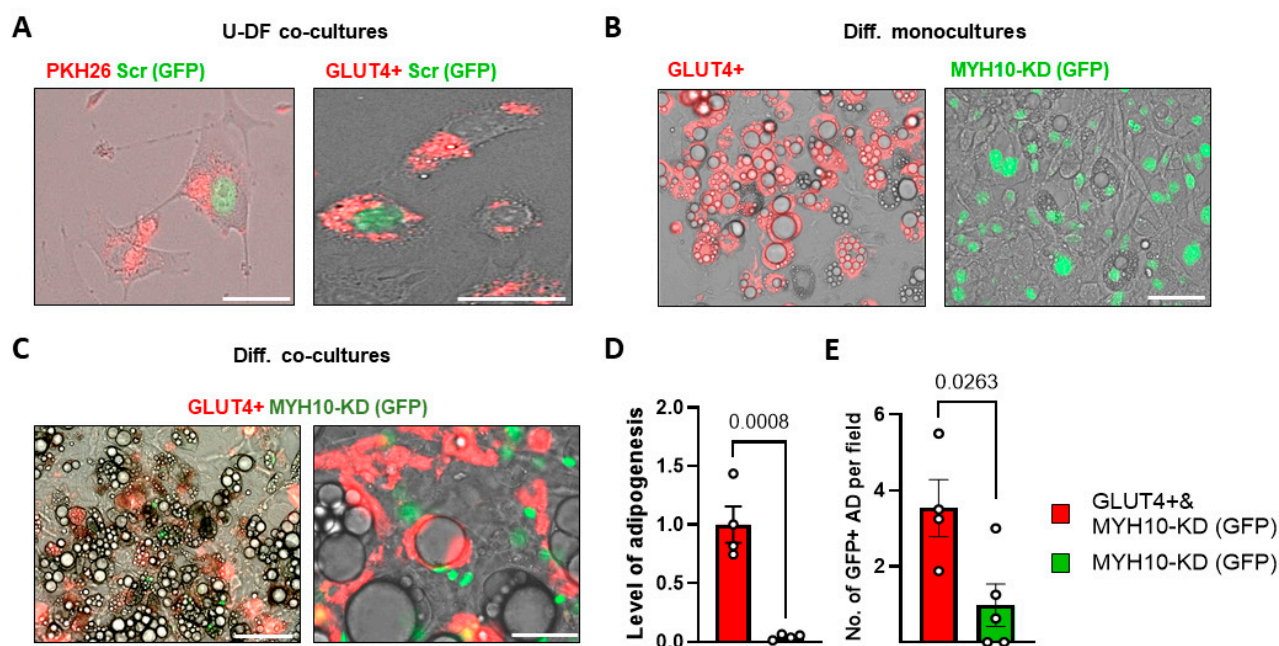 A
U-DF co-cultures
PKH26 Scr (GFP)
GLUT4+ Scr (GFP)
B
Diff. monocultures
GLUT4+
MYH10-KD (GFP)
C
Diff. co-cultures
GLUT4+ MYH10-KD (GFP)
D
Level of adipogenesis
2.0
1.5
1.0
0.5
0.0
0.0008
E
No. of GFP+ AD per field
6
4
2
0.0263
GLUT4+&
MYH10-KD (GFP)
MYH10-KD (GFP)